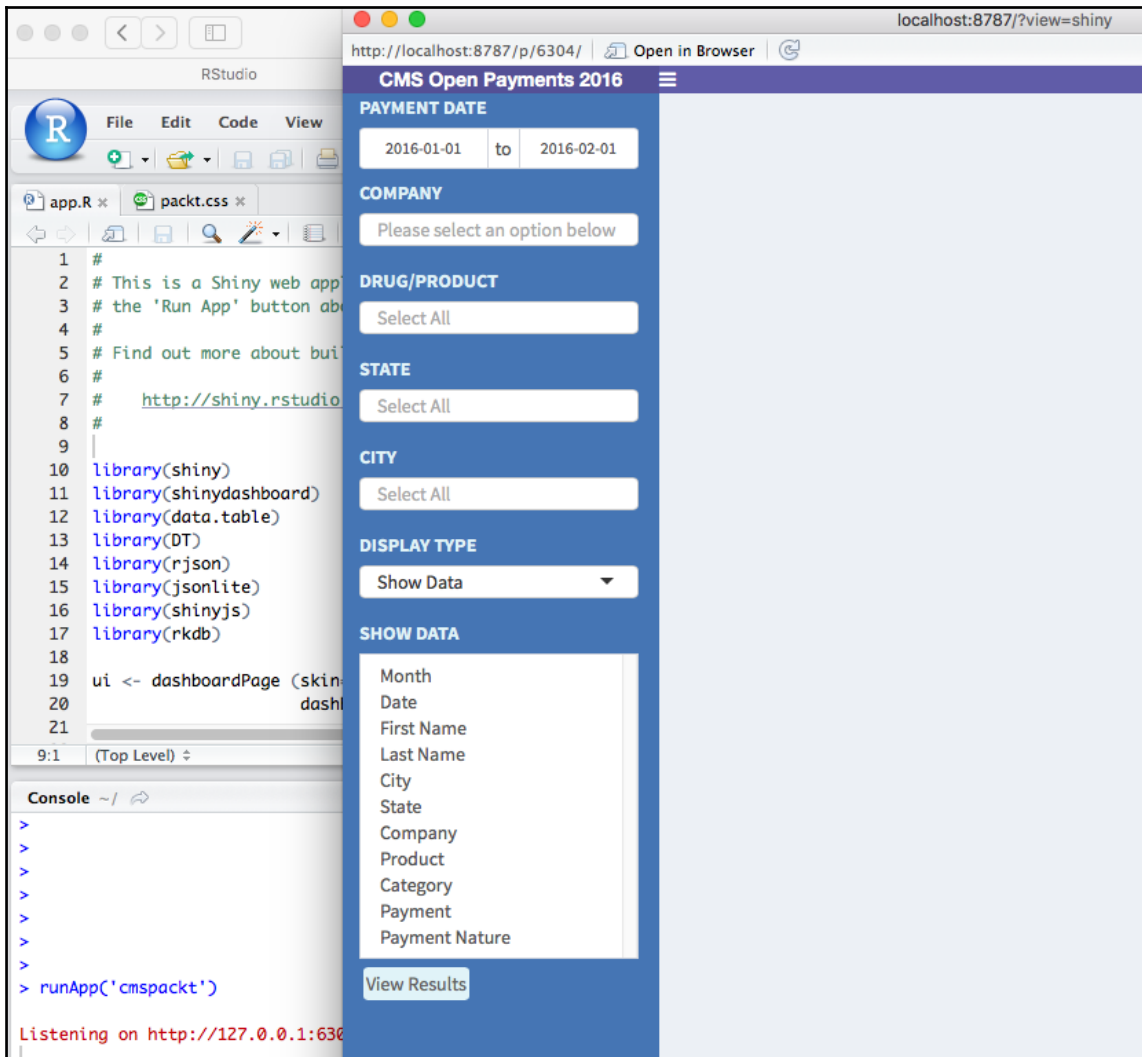 RStudio
R
File Edit Code View
app.R × packt.css ×
1 #
2 # This is a Shiny web app
3 # the 'Run App' button
4 #
5 # Find out more about
6 #
7 # http://shiny.rstudio
8 #
9
10 library(shiny)
11 library(shinydashboard)
12 library(data.table)
13 library(DT)
14 library(rjson)
15 library(jsonlite)
16 library(shinyjs)
17 library(rkdb)
18
19 ui <- dashboardPage (skin=
20
21
9:1 (Top Level)
Console ~/
>
>
>
>
>
>
>
> runApp('cmspackt')
Listening on http://127.0.0.1:630
localhost:8787/?view=shiny
http://localhost:8787/p/6304/ Open in Browser
CMS Open Payments 2016
PAYMENT DATE
2016-01-01 to 2016-02-01
COMPANY
Please select an option below
DRUG/PRODUCT
Select All
STATE
Select All
CITY
Select All
DISPLAY TYPE
Show Data
SHOW DATA
Month
Date
First Name
Last Name
City
State
Company
Product
Category
Payment
Payment Nature
View Results